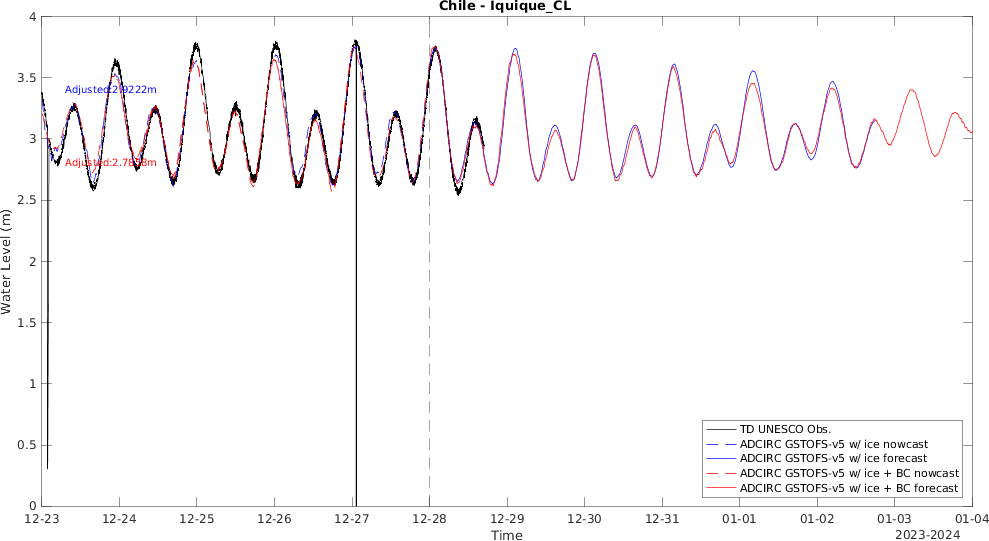 Chile - Iquique_CL
Water Level (m)
4
3.5
3
2.5
2
1.5
1
0.5
0
Adjusted:2.9222m
TD UNESCO Obs.
ADCIRC GSTOFS-v5 w/ ice nowcast
ADCIRC GSTOFS-v5 w/ ice forecast
ADCIRC GSTOFS-v5 w/ ice + BC nowcast
ADCIRC GSTOFS-v5 w/ ice + BC forecast
12-23 12-24 12-25 12-26 12-27 12-28 12-29 12-30 12-31 01-01 01-02 01-03 01-04
Time
2023-2024